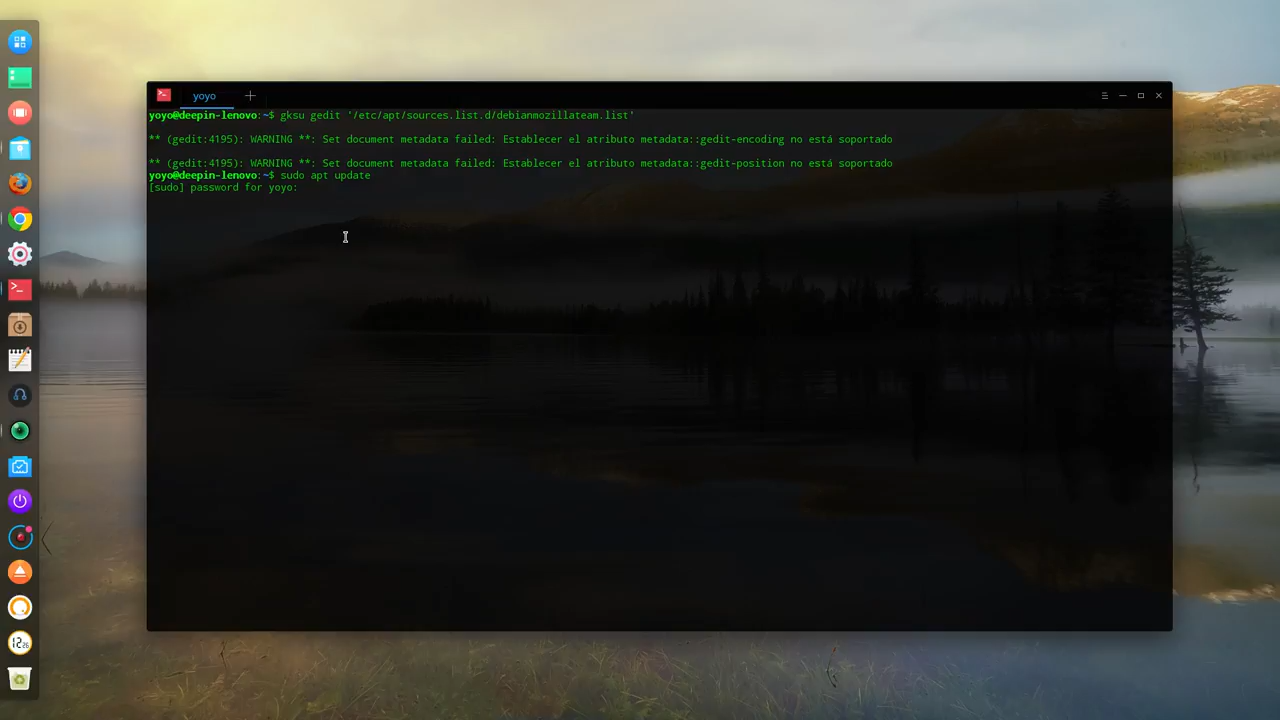 yoyo
yoyo@deepin-lenovo:~$ gksu gedit '/etc/apt/sources.list.d/debianmozillateam.list'
** (gedit:4195): WARNING **: Set document metadata failed: Establecer el atributo metadata::gedit-encoding no está soportado
** (gedit:4195): WARNING **: Set document metadata failed: Establecer el atributo metadata::gedit-position no está soportado
yoyo@deepin-lenovo:~$ sudo apt update
[sudo] password for yoyo: